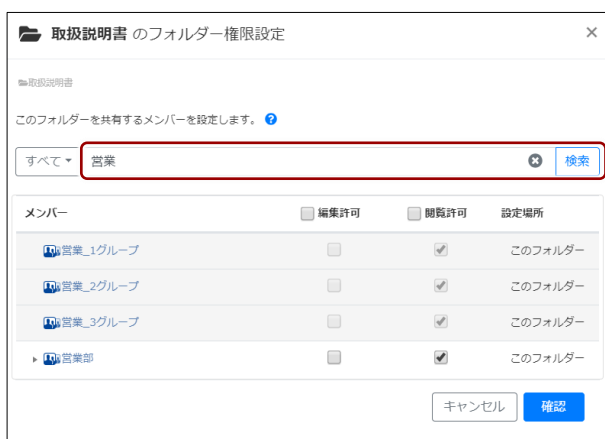 取扱説明書 のフォルダー権限設定
取扱説明書
このフォルダーを共有するメンバーを設定します。
すべて 営業 検索
メンバー 編集許可 閲覧許可 設定場所
営業_1グループ このフォルダー
営業_2グループ このフォルダー
営業_3グループ このフォルダー
営業部 このフォルダー
キャンセル 確認